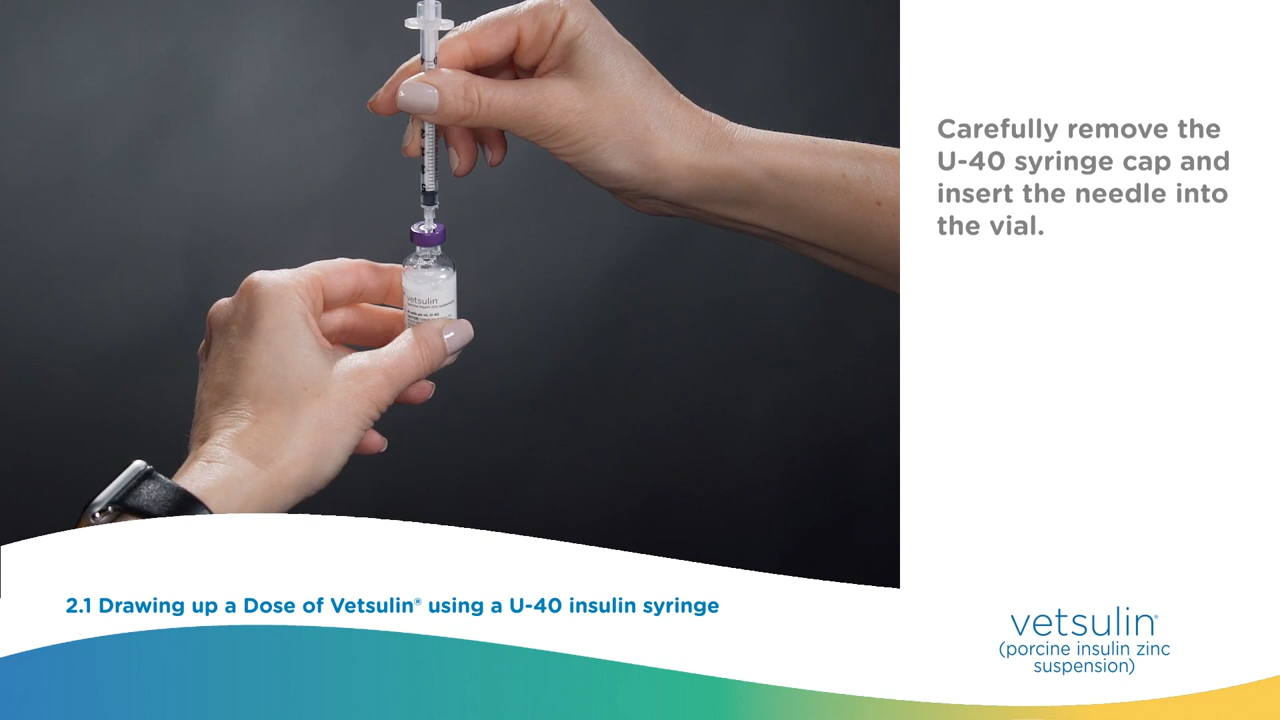 Carefully remove the
U-40 syringe cap and
insert the needle into
the vial.
vetsulin
2.1 Drawing up a Dose of Vetsulin® using a U-40 insulin syringe
vetsulin®
(porcine insulin zinc
suspension)